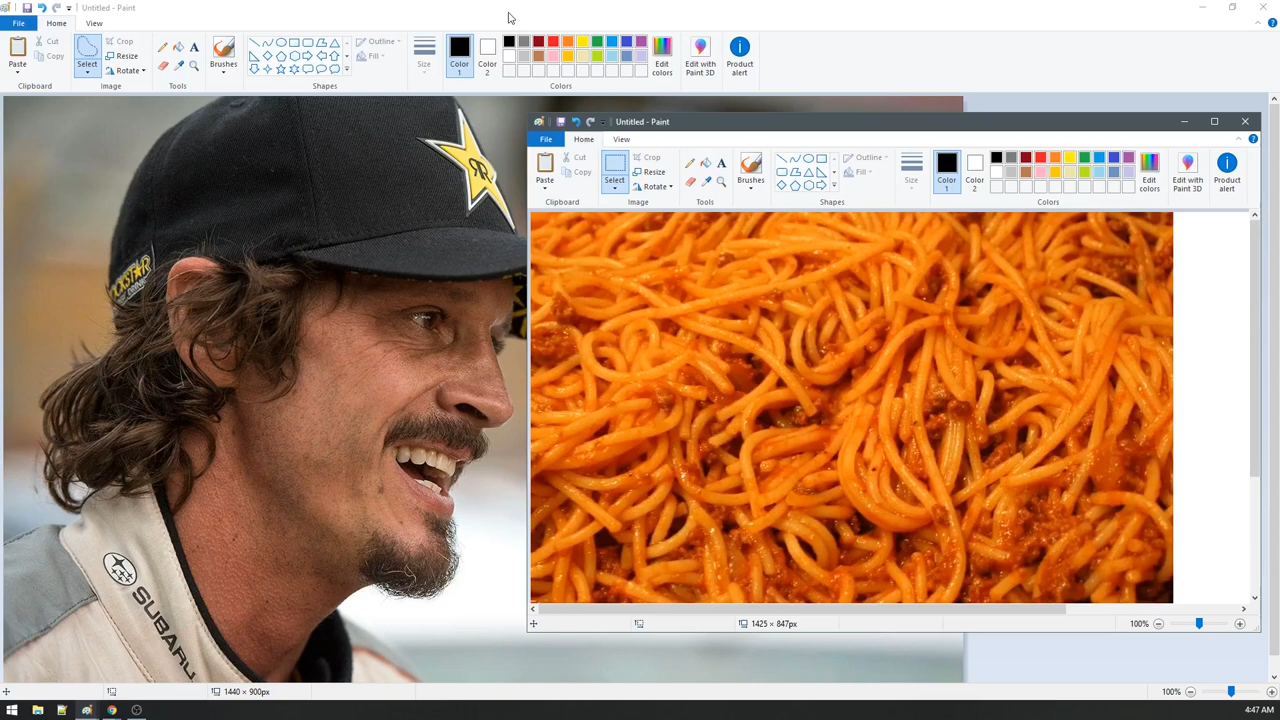 Untitled - Paint
File Home View
Paste Cut Copy Select Crop Resize Rotate Brushes Outline Fill Size Color 1 Color 2 Edit colors Edit with Paint 3D Product alert
Clipboard Image Tools Shapes Colors
Untitled - Paint
File Home View
Paste Cut Copy Select Crop Resize Rotate Brushes Outline Fill Size Color 1 Color 2 Edit colors Edit with Paint 3D Product alert
Clipboard Image Tools Shapes Colors
SUBARU
1425 × 847px 100%
1440 × 900px 100%
4:47 AM